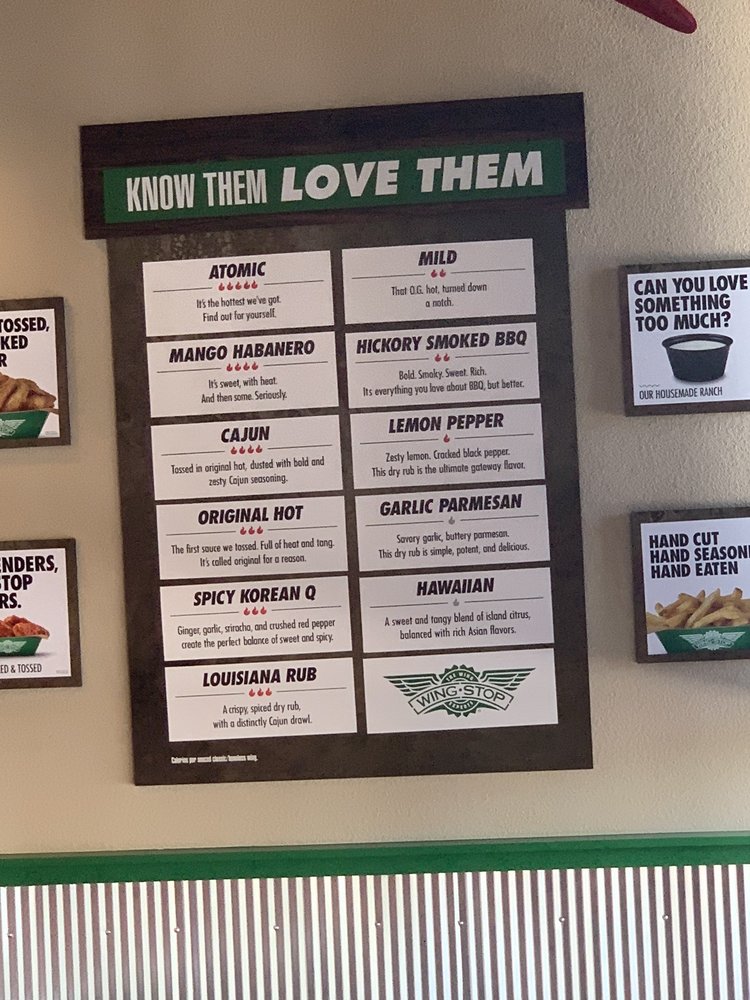 KNOW THEM LOVE THEM
ATOMIC
It's the hottest we've got.
Find out for yourself.
MANGO HABANERO
It's sweet, with heat.
And then some. Seriously.
CAJUN
Tossed in original hot, dusted with bold and
zesty Cajun seasoning.
ORIGINAL HOT
The first sauce we tossed. Full of heat and tang.
It's called original for a reason.
SPICY KOREAN Q
Ginger, garlic, sriracha, and crushed red pepper
create the perfect balance of sweet and spicy.
LOUISIANA RUB
A crispy, spiced dry rub,
with a distinctly Cajun drawl.
MILD
That O.G. hot, turned down
a notch.
HICKORY SMOKED BBQ
Bold. Smoky. Sweet. Rich.
Its everything you love about BBQ, but better.
LEMON PEPPER
Zesty lemon. Cracked black pepper.
This dry rub is the ultimate gateway flavor.
GARLIC PARMESAN
Savory garlic, buttery parmesan.
This dry rub is simple, potent, and delicious.
HAWAIIAN
A sweet and tangy blend of island citrus,
balanced with rich Asian flavors.
THE WING
WING·STOP
EXPERTS
TOSSED,
KED
R
ENDERS,
TOP
RS.
ED & TOSSED
CAN YOU LOVE
SOMETHING
TOO MUCH?
OUR HOUSEMADE RANCH
HAND CUT
HAND SEASON
HAND EATEN